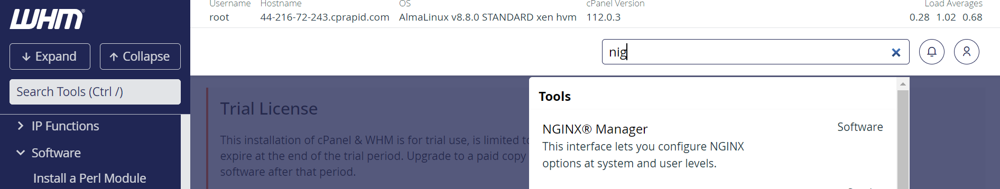 Username Hostname OS cPanel Version Load Averages
root 44-216-72-243.cprapid.com AlmaLinux v8.8.0 STANDARD xen hvm 112.0.3 0.28 1.02 0.68
WHM®
↓ Expand ↑ Collapse
Search Tools (Ctrl /)
IP Functions
Software
Install a Perl Module
nig
Trial License
This installation of cPanel & WHM is for trial use, is limited
expire at the end of the trial period. Upgrade to a paid copy
software after that period.
Tools
NGINX® Manager Software
This interface lets you configure NGINX
options at system and user levels.